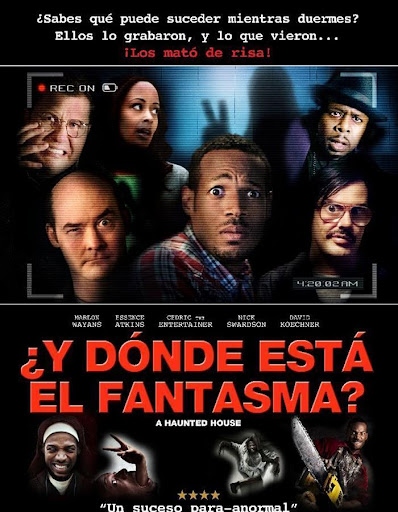 ¿Sabes qué puede suceder mientras duermes?
Ellos lo grabaron, y lo que vieron...
¡Los mató de risa!
REC ON
4:20:02 AM
MARLON WAYANS ESSENCE ATKINS CEDRIC THE ENTERTAINER NICK SWARDSON DAVID KOECHNER
¿Y DÓNDE ESTÁ
EL FANTASMA?
A HAUNTED HOUSE
"Un suceso para-anormal"